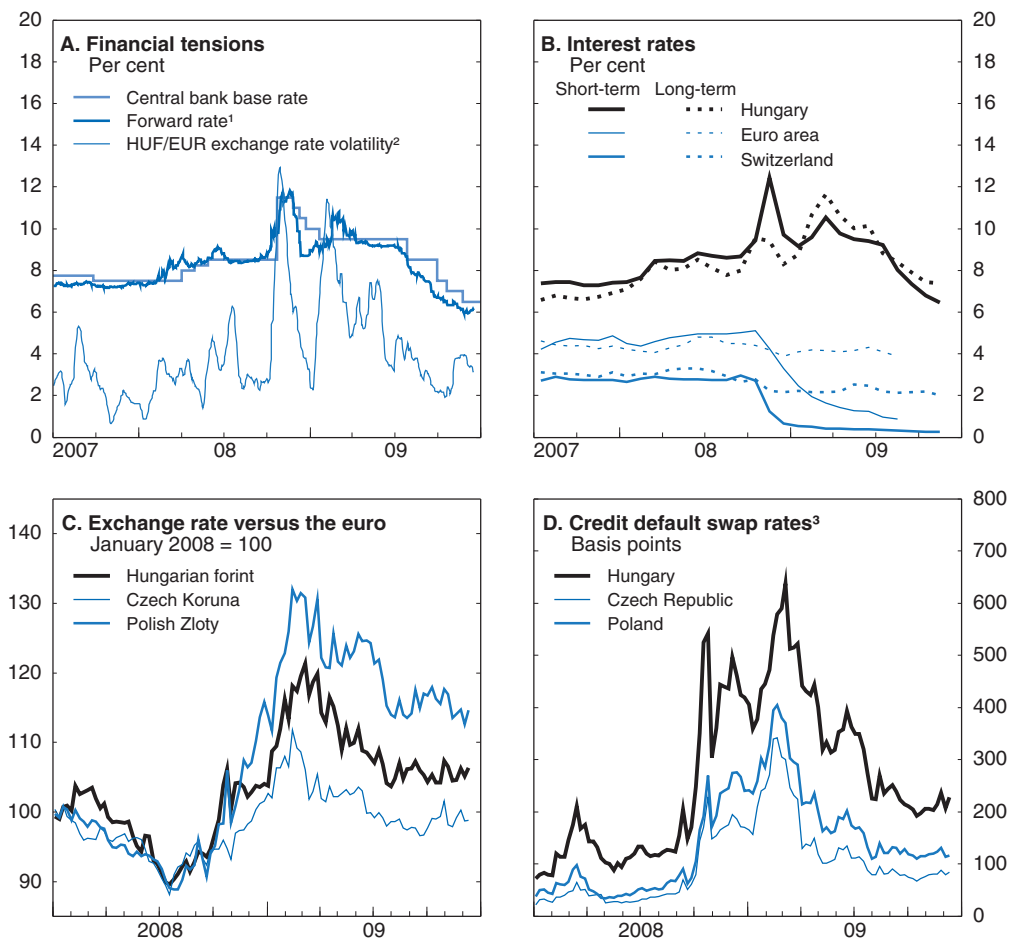 A. Financial tensions
Per cent
Central bank base rate
Forward rate¹
HUF/EUR exchange rate volatility²
20
18
16
14
12
10
8
6
4
2
0
2007 08 09
B. Interest rates
Per cent
Short-term Long-term
Hungary
Euro area
Switzerland
20
18
16
14
12
10
8
6
4
2
0
2007 08 09
C. Exchange rate versus the euro
January 2008 = 100
Hungarian forint
Czech Koruna
Polish Zloty
140
130
120
110
100
90
2008 09
D. Credit default swap rates³
Basis points
Hungary
Czech Republic
Poland
800
700
600
500
400
300
200
100
0
2008 09